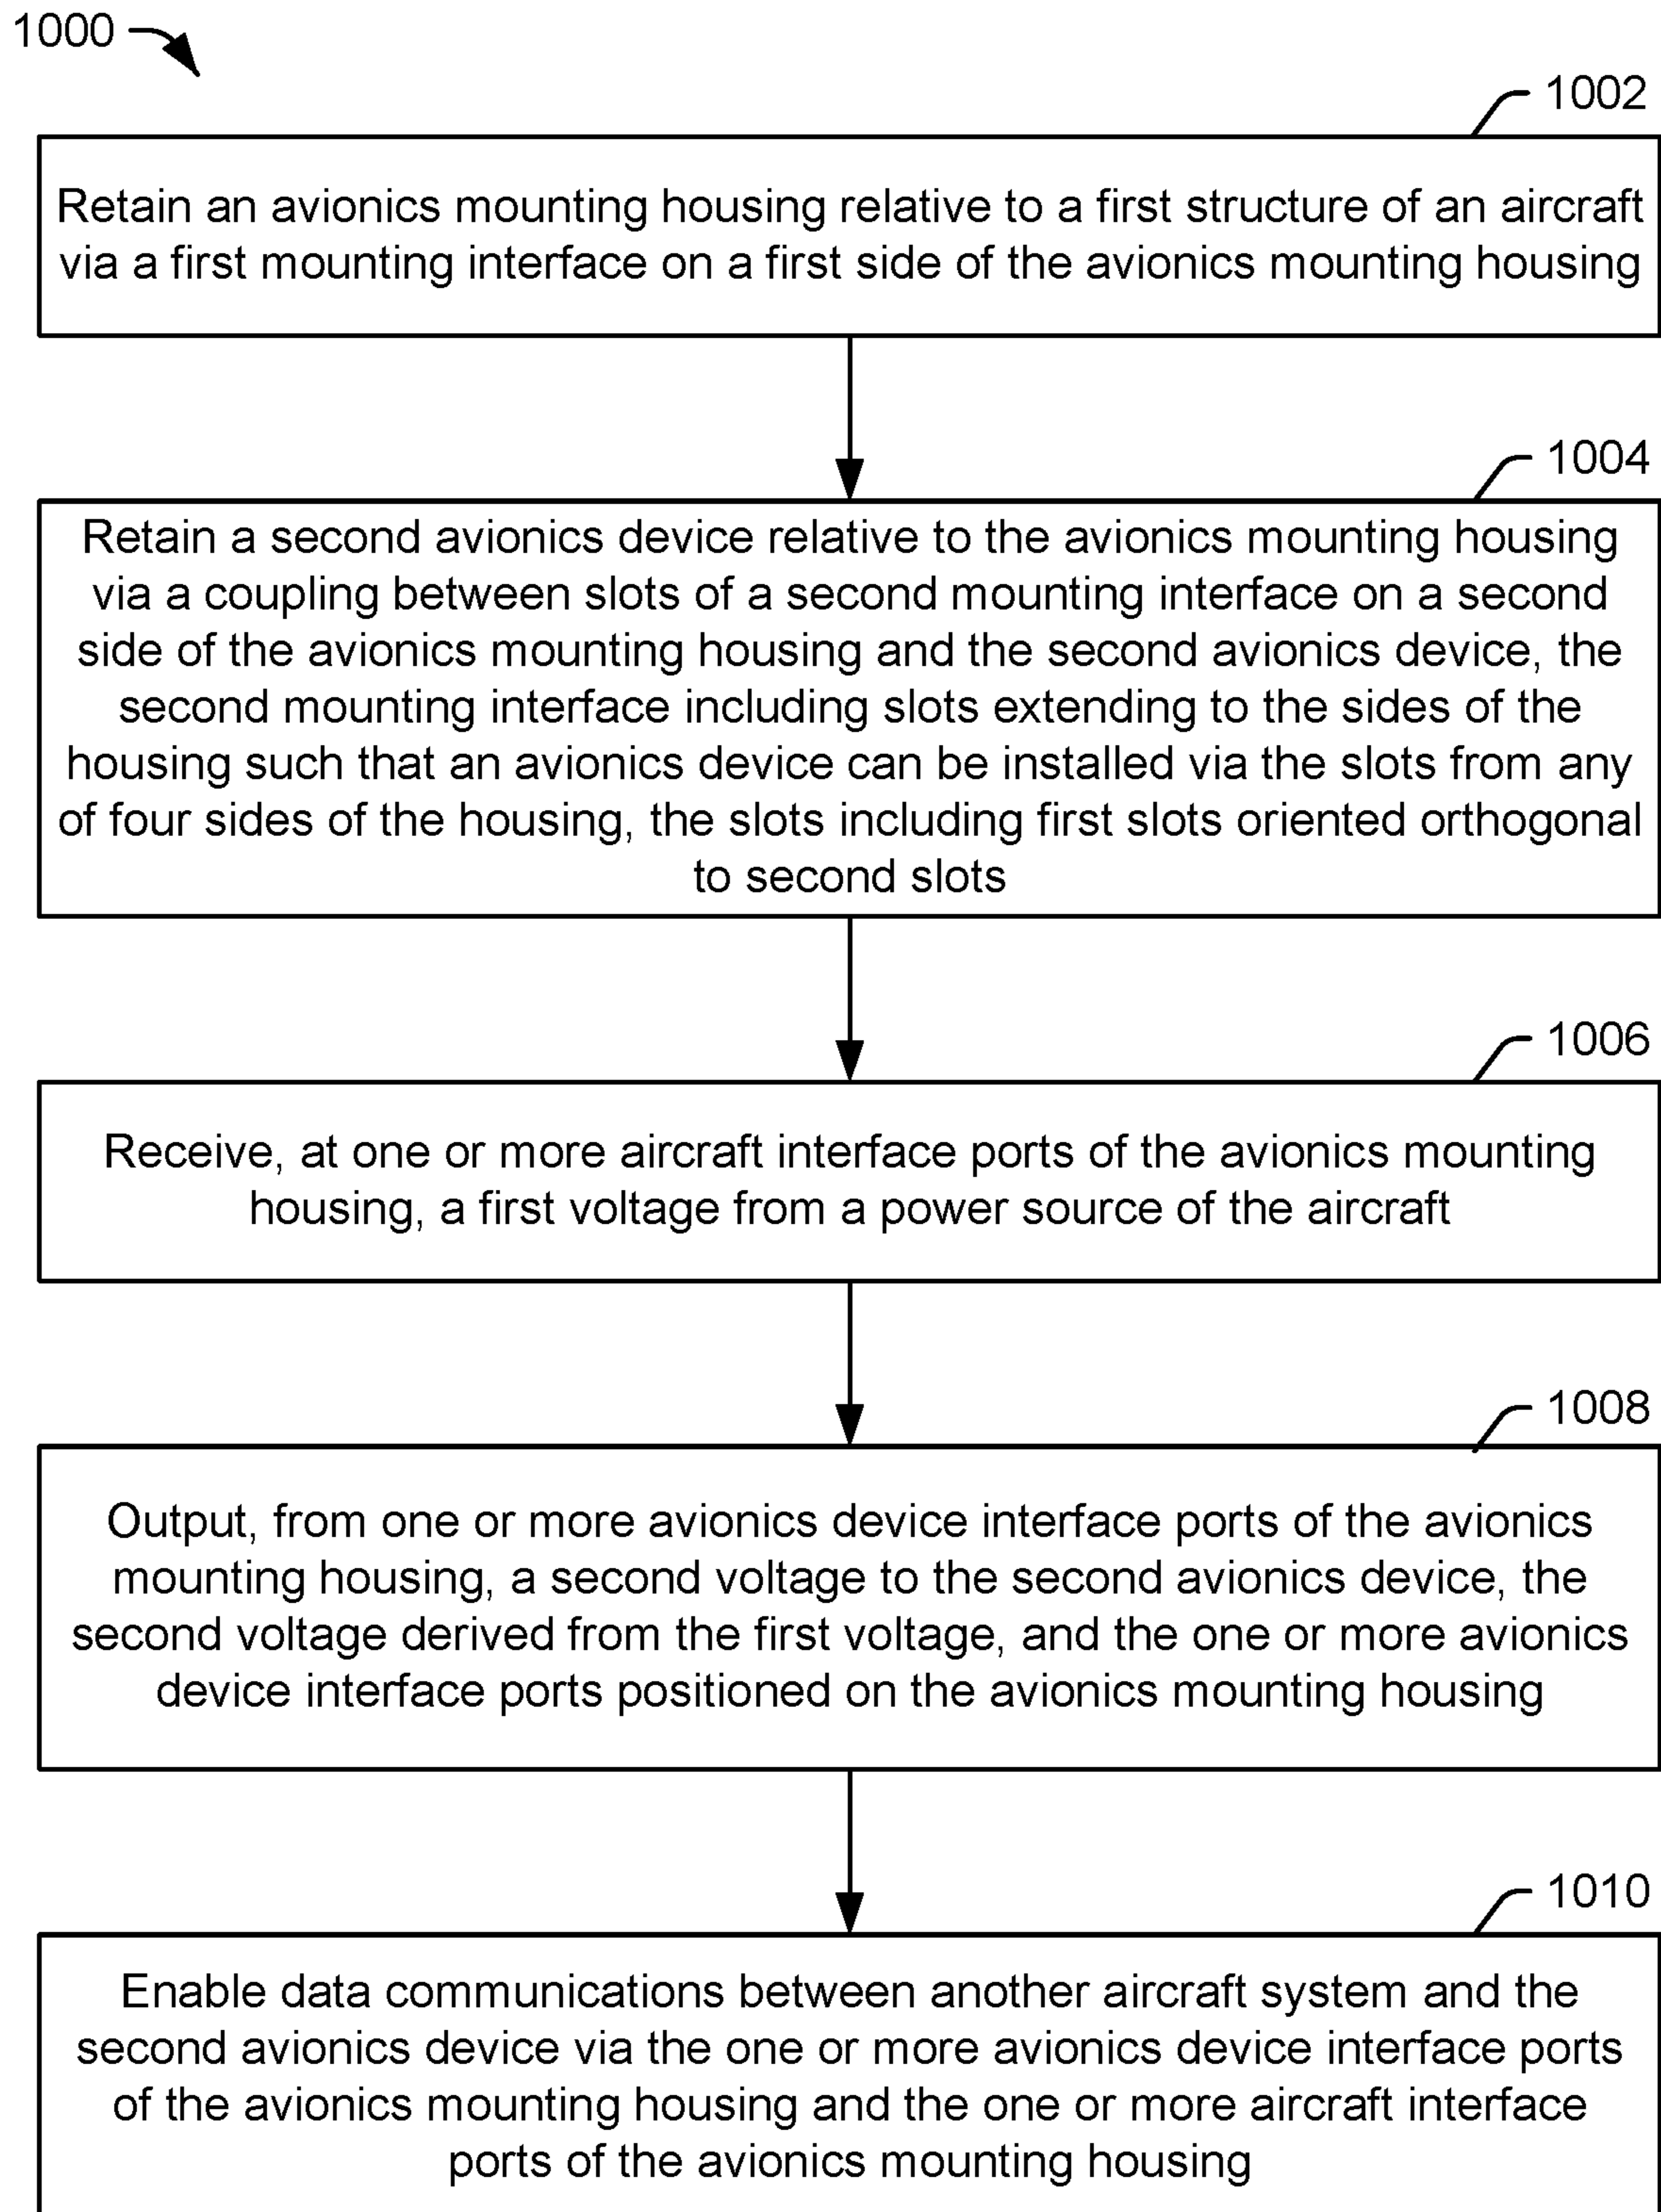 1000
1002
Retain an avionics mounting housing relative to a first structure of an aircraft
via a first mounting interface on a first side of the avionics mounting housing
1004
Retain a second avionics device relative to the avionics mounting housing
via a coupling between slots of a second mounting interface on a second
side of the avionics mounting housing and the second avionics device, the
second mounting interface including slots extending to the sides of the
housing such that an avionics device can be installed via the slots from any
of four sides of the housing, the slots including first slots oriented orthogonal
to second slots
1006
Receive, at one or more aircraft interface ports of the avionics mounting
housing, a first voltage from a power source of the aircraft
1008
Output, from one or more avionics device interface ports of the avionics
mounting housing, a second voltage to the second avionics device, the
second voltage derived from the first voltage, and the one or more avionics
device interface ports positioned on the avionics mounting housing
1010
Enable data communications between another aircraft system and the
second avionics device via the one or more avionics device interface ports
of the avionics mounting housing and the one or more aircraft interface
ports of the avionics mounting housing